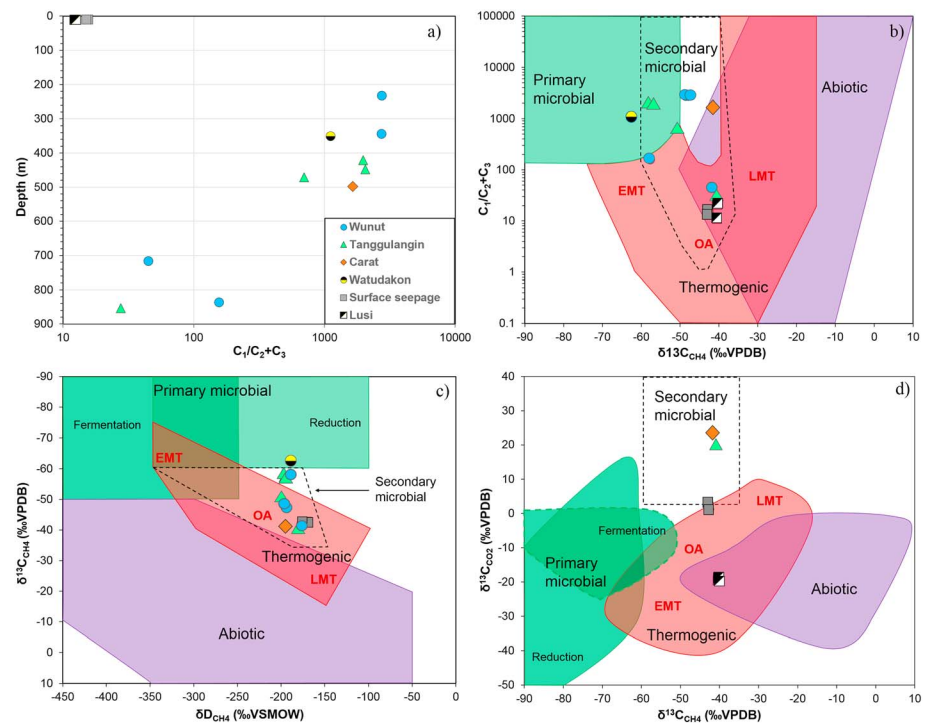 a)
0
100
200
300
400
500
600
700
800
900
Depth (m)
Wunut
Tanggulangin
Carat
Watudakon
Surface seepage
Lusi
10
100
1000
10000
C₁/C₂+C₃
b)
100000
10000
1000
100
10
1
0.1
C₁/C₂+C₃
Secondary
microbial
Primary
microbial
Abiotic
EMT
LMT
OA
Thermogenic
-90 -80 -70 -60 -50 -40 -30 -20 -10 0 10
δ13C_CH4 (‰VPDB)
c)
-90
-80
-70
-60
-50
-40
-30
-20
-10
0
10
δ¹³C_CH4 (‰VPDB)
Primary microbial
Fermentation
Reduction
EMT
Secondary
microbial
OA
Thermogenic
LMT
Abiotic
-450 -400 -350 -300 -250 -200 -150 -100 -50 0
δD_CH4 (‰VSMOW)
d)
40
30
20
10
0
-10
-20
-30
-40
-50
δ¹³C_CO2 (‰VPDB)
Secondary
microbial
LMT
Fermentation
OA
Primary
microbial
Abiotic
EMT
Thermogenic
Reduction
-90 -80 -70 -60 -50 -40 -30 -20 -10 0 10
δ¹³C_CH4 (‰VPDB)